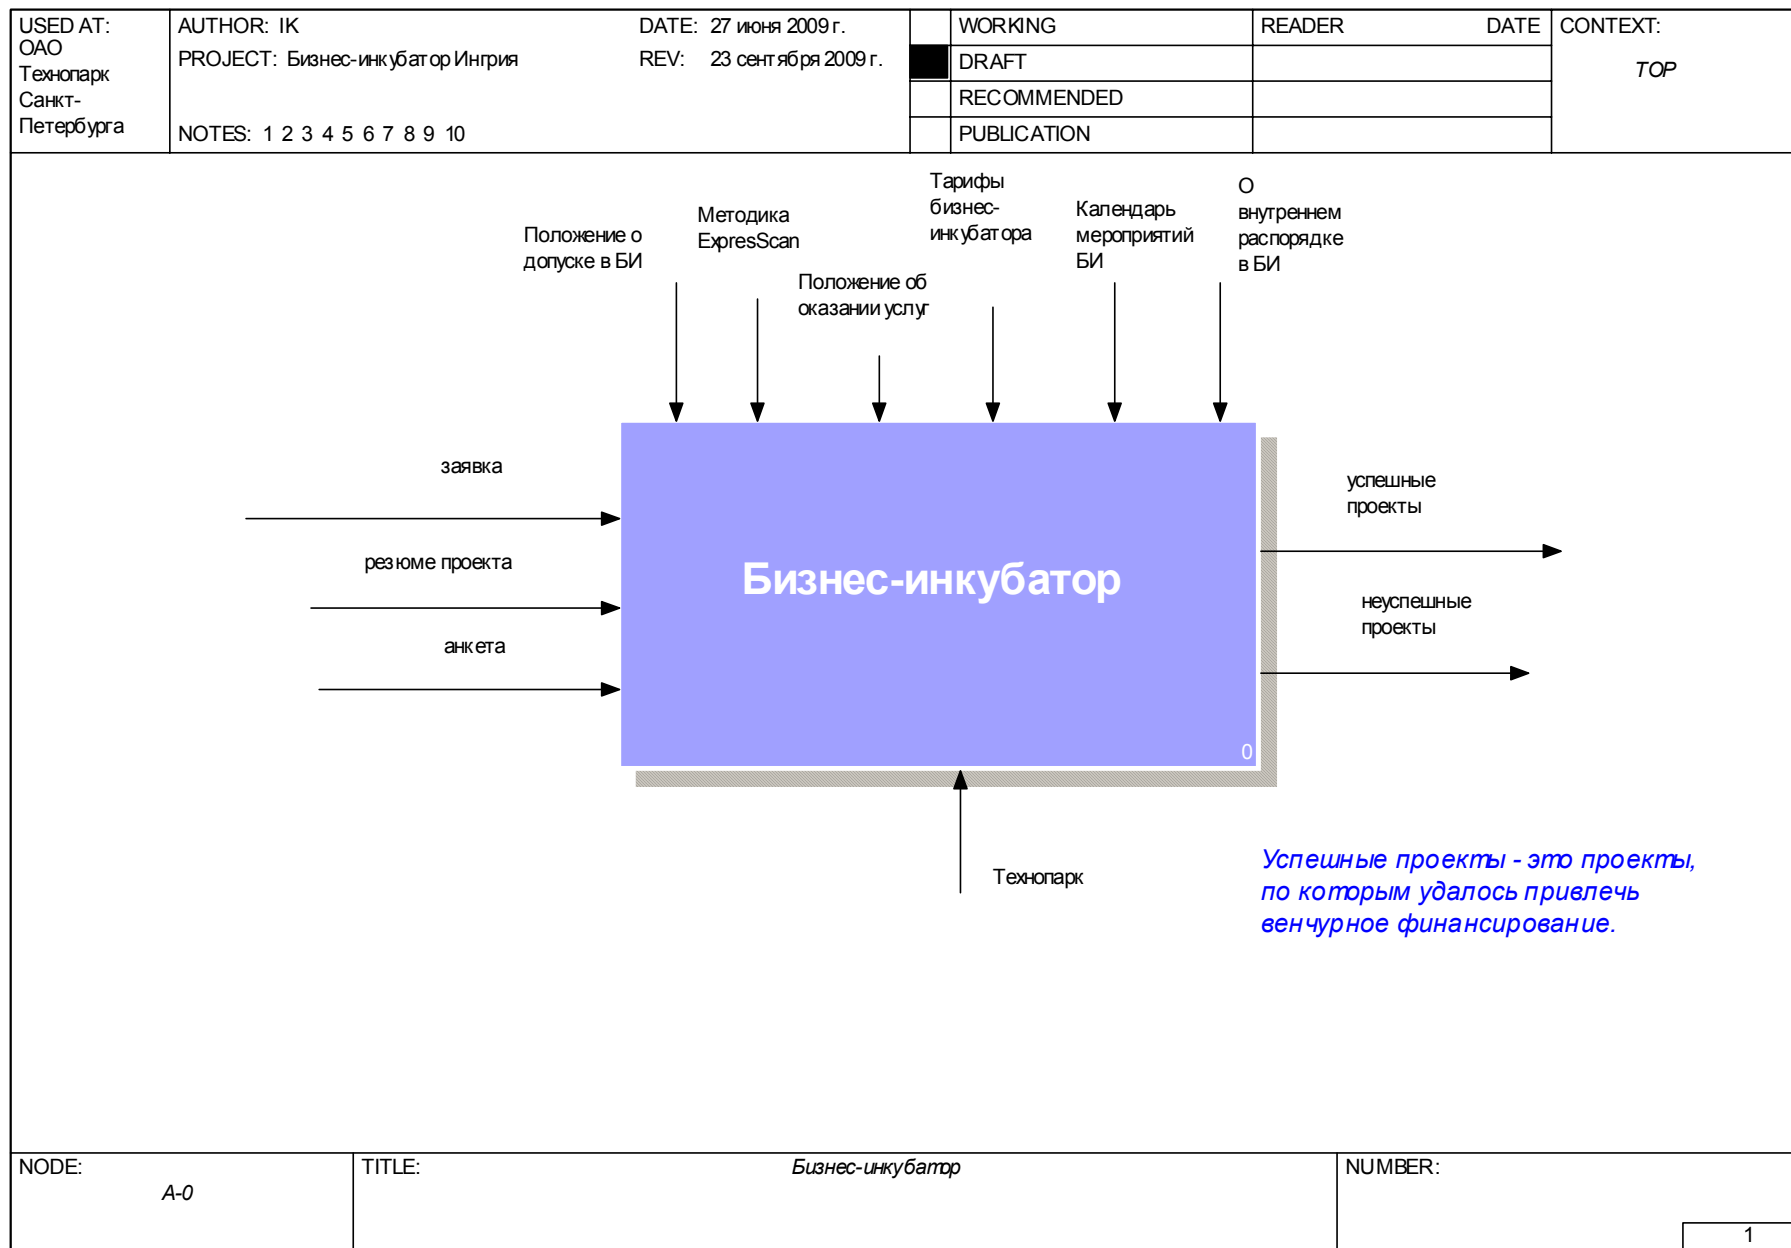 USED AT:
ОАО
Технопарк
Санкт-
Петербурга
AUTHOR: IK
DATE: 27 июня 2009 г.
PROJECT: Бизнес-инкубатор Ингрия
REV: 23 сентября 2009 г.
NOTES: 1 2 3 4 5 6 7 8 9 10
WORKING
DRAFT
RECOMMENDED
PUBLICATION
READER DATE
CONTEXT:
TOP
Положение о
допуске в БИ
Методика
ExpresScan
Положение об
оказании услуг
Тарифы
бизнес-
инкубатора
Календарь
мероприятий
БИ
О
внутреннем
распорядке
в БИ
заявка
резюме проекта
анкета
Бизнес-инкубатор
0
успешные
проекты
неуспешные
проекты
Технопарк
Успешные проекты - это проекты,
по которым удалось привлечь
венчурное финансирование.
NODE:
A-0
TITLE:
Бизнес-инкубатор
NUMBER:
1